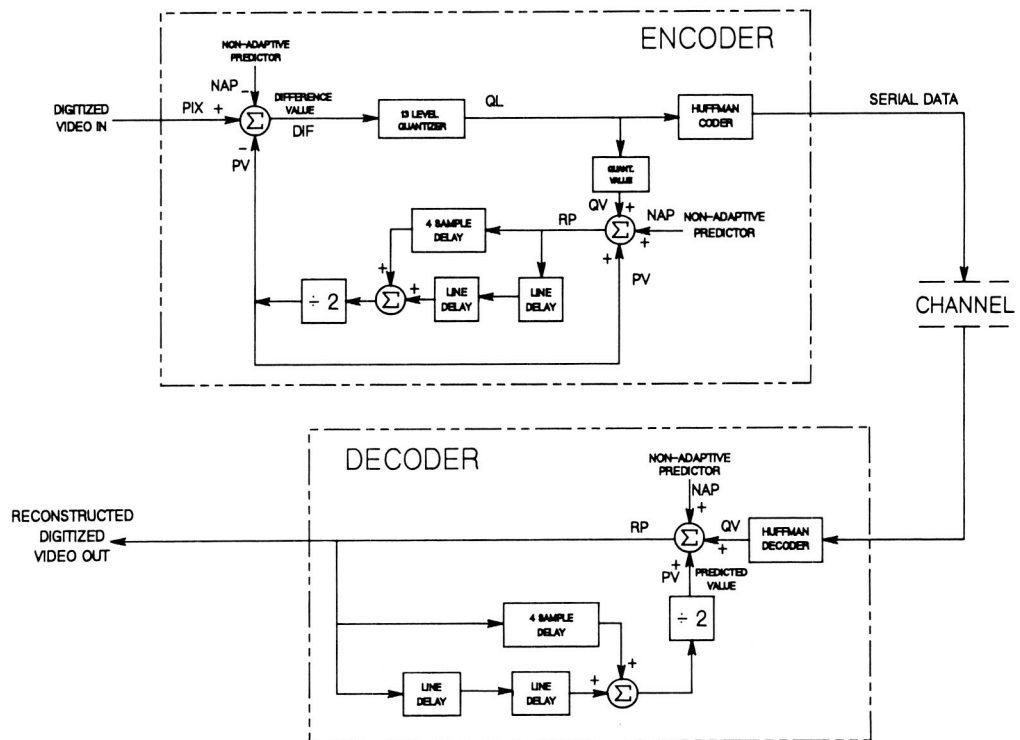 ENCODER
NON-ADAPTIVE
PREDICTOR
NAP
−
DIGITIZED
VIDEO IN
PIX
+
Σ
DIFFERENCE
VALUE
DIF
−
PV
13 LEVEL
QUANTIZER
QL
HUFFMAN
CODER
SERIAL DATA
QUANT.
VALUE
QV
+
NAP
+
NON-ADAPTIVE
PREDICTOR
Σ
+
PV
RP
4 SAMPLE
DELAY
+
÷ 2
Σ
+
LINE
DELAY
LINE
DELAY
CHANNEL
DECODER
NON-ADAPTIVE
PREDICTOR
NAP
+
RECONSTRUCTED
DIGITIZED
VIDEO OUT
RP
Σ
QV
+
HUFFMAN
DECODER
+
PV
PREDICTED
VALUE
÷ 2
4 SAMPLE
DELAY
+
LINE
DELAY
LINE
DELAY
+
Σ